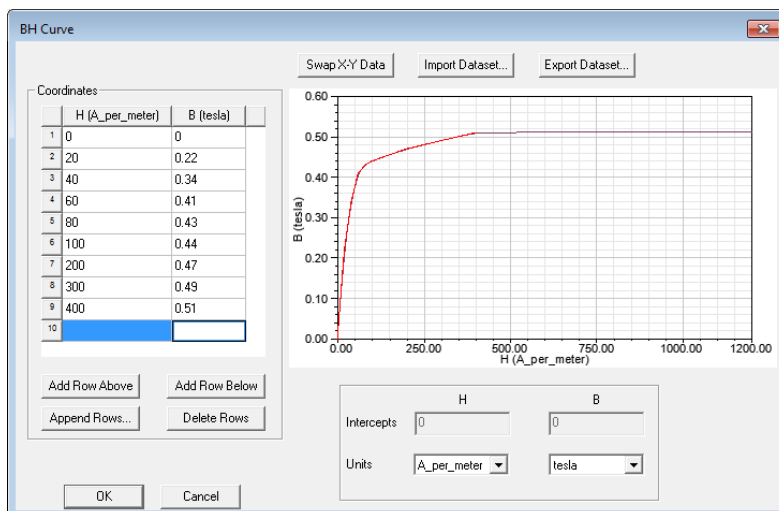 BH Curve
Swap X-Y Data Import Dataset... Export Dataset...
Coordinates
H (A_per_meter) B (tesla)
1 0 0
2 20 0.22
3 40 0.34
4 60 0.41
5 80 0.43
6 100 0.44
7 200 0.47
8 300 0.49
9 400 0.51
10
Add Row Above Add Row Below
Append Rows... Delete Rows
OK Cancel
0.60
0.50
0.40
0.30
0.20
0.10
0.00
B (tesla)
0.00 250.00 500.00 750.00 1000.00 1200.00
H (A_per_meter)
H B
Intercepts 0 0
Units A_per_meter tesla